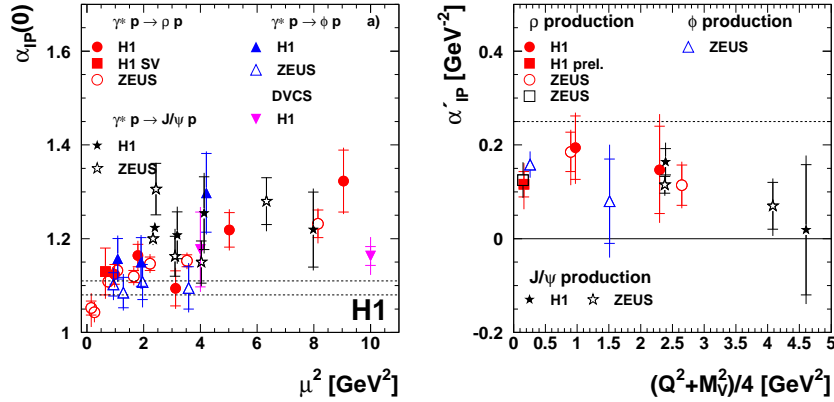 α_IP(0)
γ* p → ρ p
H1
H1 SV
ZEUS
γ* p → J/ψ p
H1
ZEUS
γ* p → ϕ p
H1
ZEUS
DVCS
H1
a)
1.6
1.4
1.2
1
H1
0 2 4 6 8 10
μ² [GeV²]
α′_IP [GeV⁻²]
ρ production
H1
H1 prel.
ZEUS
ZEUS
ϕ production
ZEUS
0.4
0.2
0
-0.2
J/ψ production
H1 ZEUS
0 0.5 1 1.5 2 2.5 3 3.5 4 4.5 5
(Q²+M²_V)/4 [GeV²]